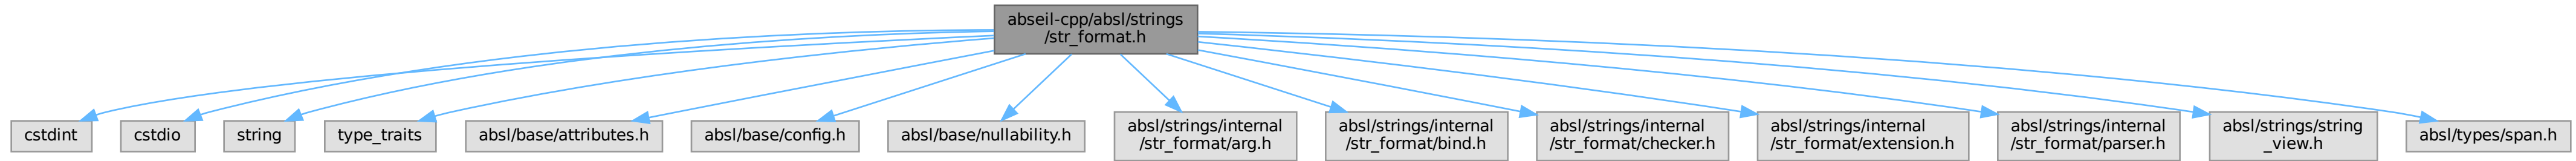 abseil-cpp/absl/strings
/str_format.h
cstdint
cstdio
string
type_traits
absl/base/attributes.h
absl/base/config.h
absl/base/nullability.h
absl/strings/internal
/str_format/arg.h
absl/strings/internal
/str_format/bind.h
absl/strings/internal
/str_format/checker.h
absl/strings/internal
/str_format/extension.h
absl/strings/internal
/str_format/parser.h
absl/strings/string
_view.h
absl/types/span.h